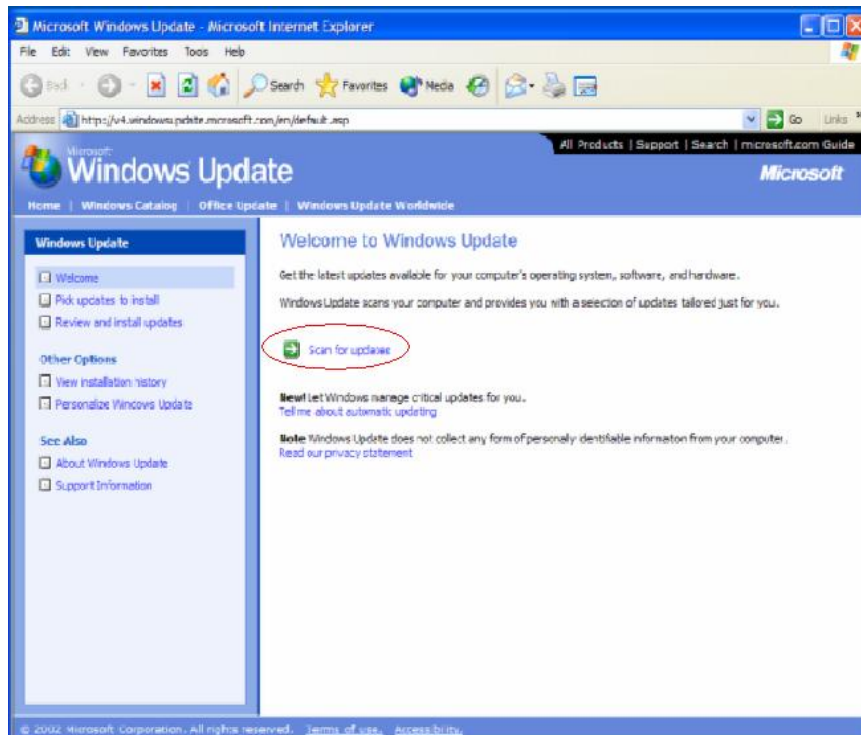 Microsoft Windows Update - Microsoft Internet Explorer
File Edit View Favorites Tools Help
Back Search Favorites Media
Address http://v4.windowsupdate.microsoft.com/en/default.asp Go Links »
All Products | Support | Search | microsoft.com Guide
Microsoft
Windows Update
Microsoft
Home | Windows Catalog | Office Update | Windows Update Worldwide
Windows Update
Welcome
Pick updates to install
Review and install updates
Other Options
View installation history
Personalize Windows Update
See Also
About Windows Update
Support Information
Welcome to Windows Update
Get the latest updates available for your computer's operating system, software, and hardware.
Windows Update scans your computer and provides you with a selection of updates tailored just for you.
Scan for updates
New! Let Windows manage critical updates for you.
Tell me about automatic updating
Note Windows Update does not collect any form of personally identifiable information from your computer.
Read our privacy statement
© 2002 Microsoft Corporation. All rights reserved. Terms of use. Accessibility.